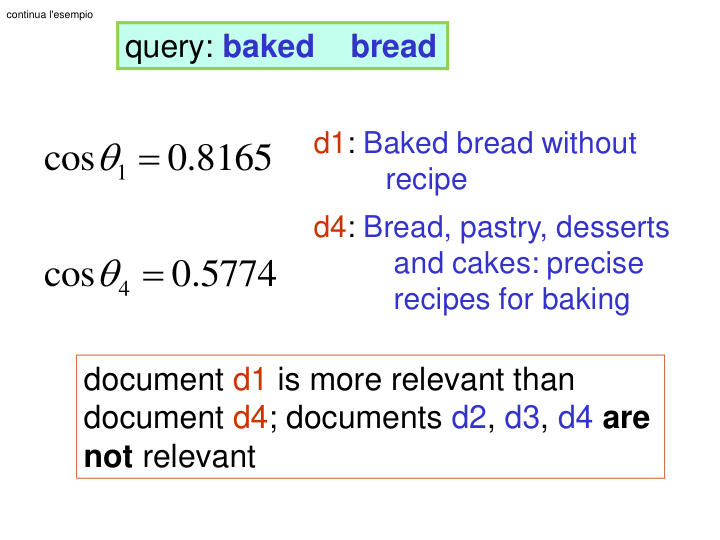 continua l'esempio
query: baked bread
cos θ₁ = 0.8165
d1: Baked bread without
recipe
d4: Bread, pastry, desserts
and cakes: precise
recipes for baking
cos θ₄ = 0.5774
document d1 is more relevant than
document d4; documents d2, d3, d4 are
not relevant